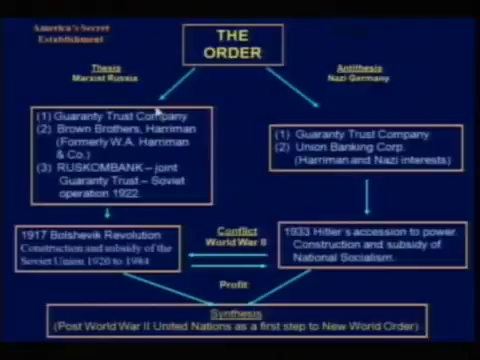 America's Secret
Establishment
THE
ORDER
Thesis
Marxist Russia
Antithesis
Nazi Germany
(1) Guaranty Trust Company
(2) Brown Brothers, Harriman
(Formerly W.A. Harriman
& Co.)
(3) RUSKOMBANK – joint
Guaranty Trust – Soviet
operation 1922.
(1) Guaranty Trust Company
(2) Union Banking Corp.
(Harriman and Nazi interests)
1917 Bolshevik Revolution
Construction and subsidy of the
Soviet Union 1920 to 1984
Conflict
World War II
1933 Hitler's accession to power.
Construction and subsidy of
National Socialism.
Profit
Synthesis
(Post World War II United Nations as a first step to New World Order)